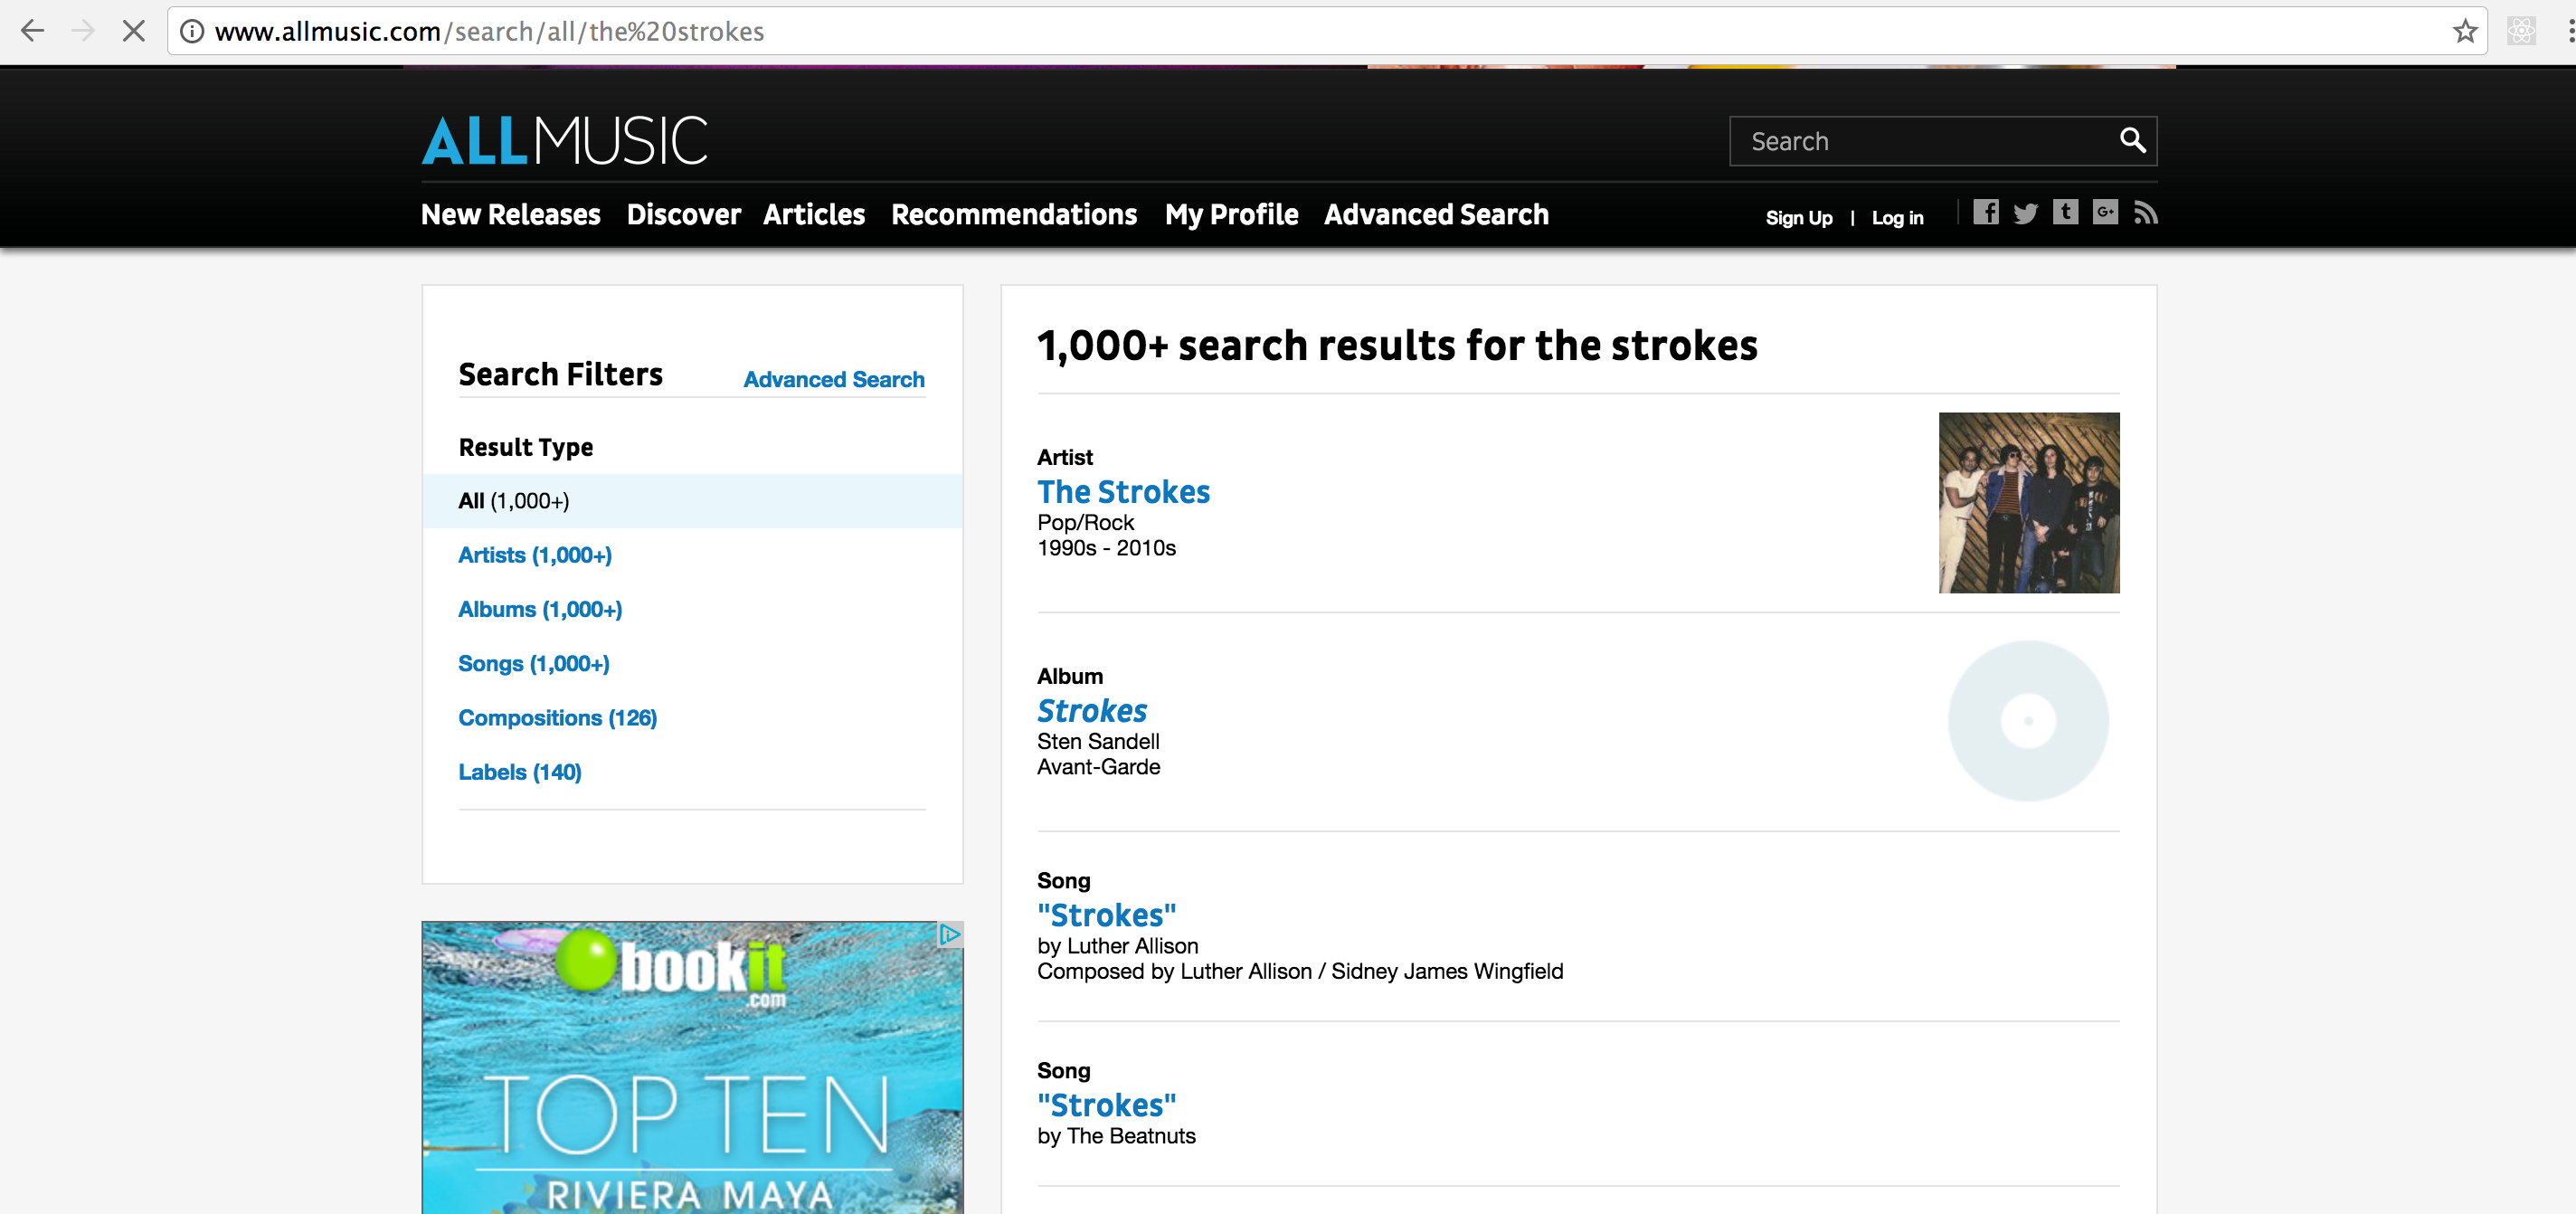 www.allmusic.com/search/all/the%20strokes
ALLMUSIC
Search
New Releases Discover Articles Recommendations My Profile Advanced Search
Sign Up | Log in
Search Filters
Advanced Search
Result Type
All (1,000+)
Artists (1,000+)
Albums (1,000+)
Songs (1,000+)
Compositions (126)
Labels (140)
bookit
.com
TOP TEN
RIVIERA MAYA
1,000+ search results for the strokes
Artist
The Strokes
Pop/Rock
1990s - 2010s
Album
Strokes
Sten Sandell
Avant-Garde
Song
"Strokes"
by Luther Allison
Composed by Luther Allison / Sidney James Wingfield
Song
"Strokes"
by The Beatnuts